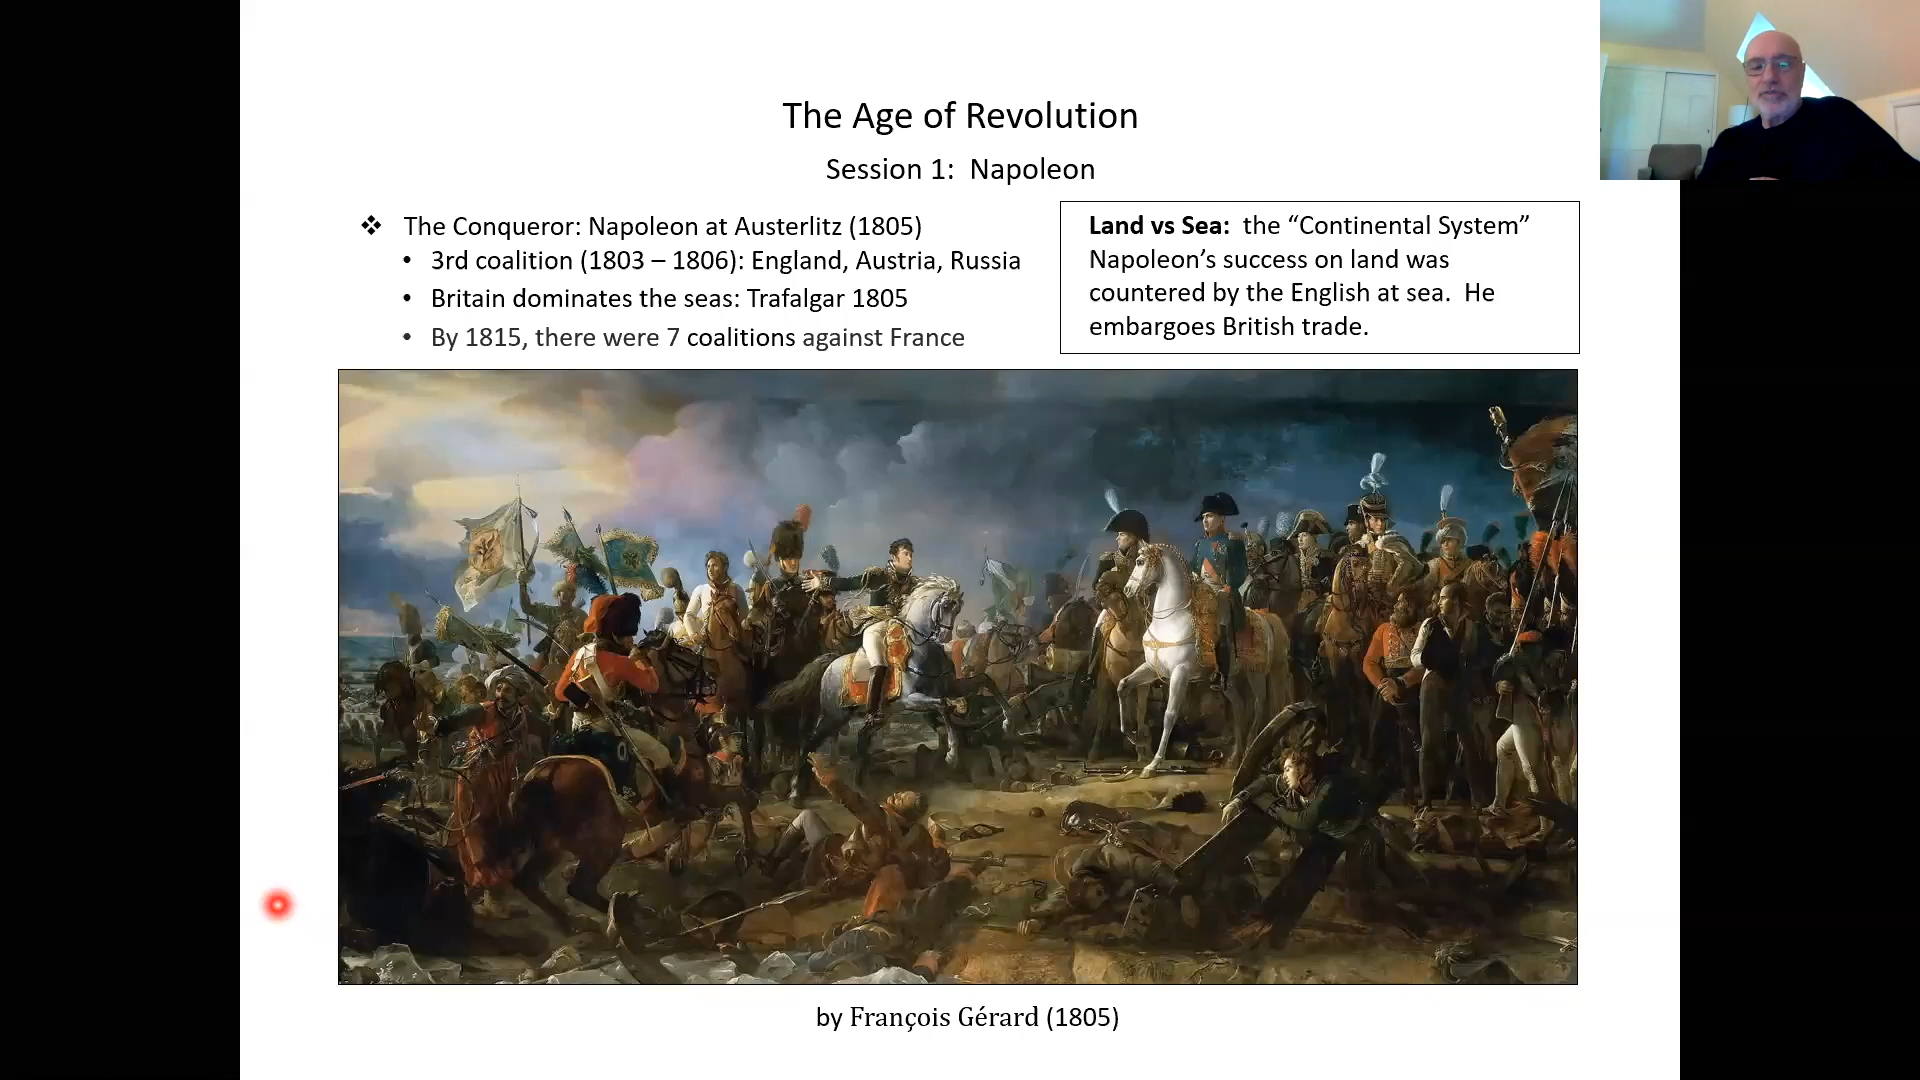 The Age of Revolution
Session 1:  Napoleon
❖ The Conqueror: Napoleon at Austerlitz (1805)
• 3rd coalition (1803 – 1806): England, Austria, Russia
• Britain dominates the seas: Trafalgar 1805
• By 1815, there were 7 coalitions against France
Land vs Sea:  the “Continental System”
Napoleon’s success on land was
countered by the English at sea.  He
embargoes British trade.
by François Gérard (1805)